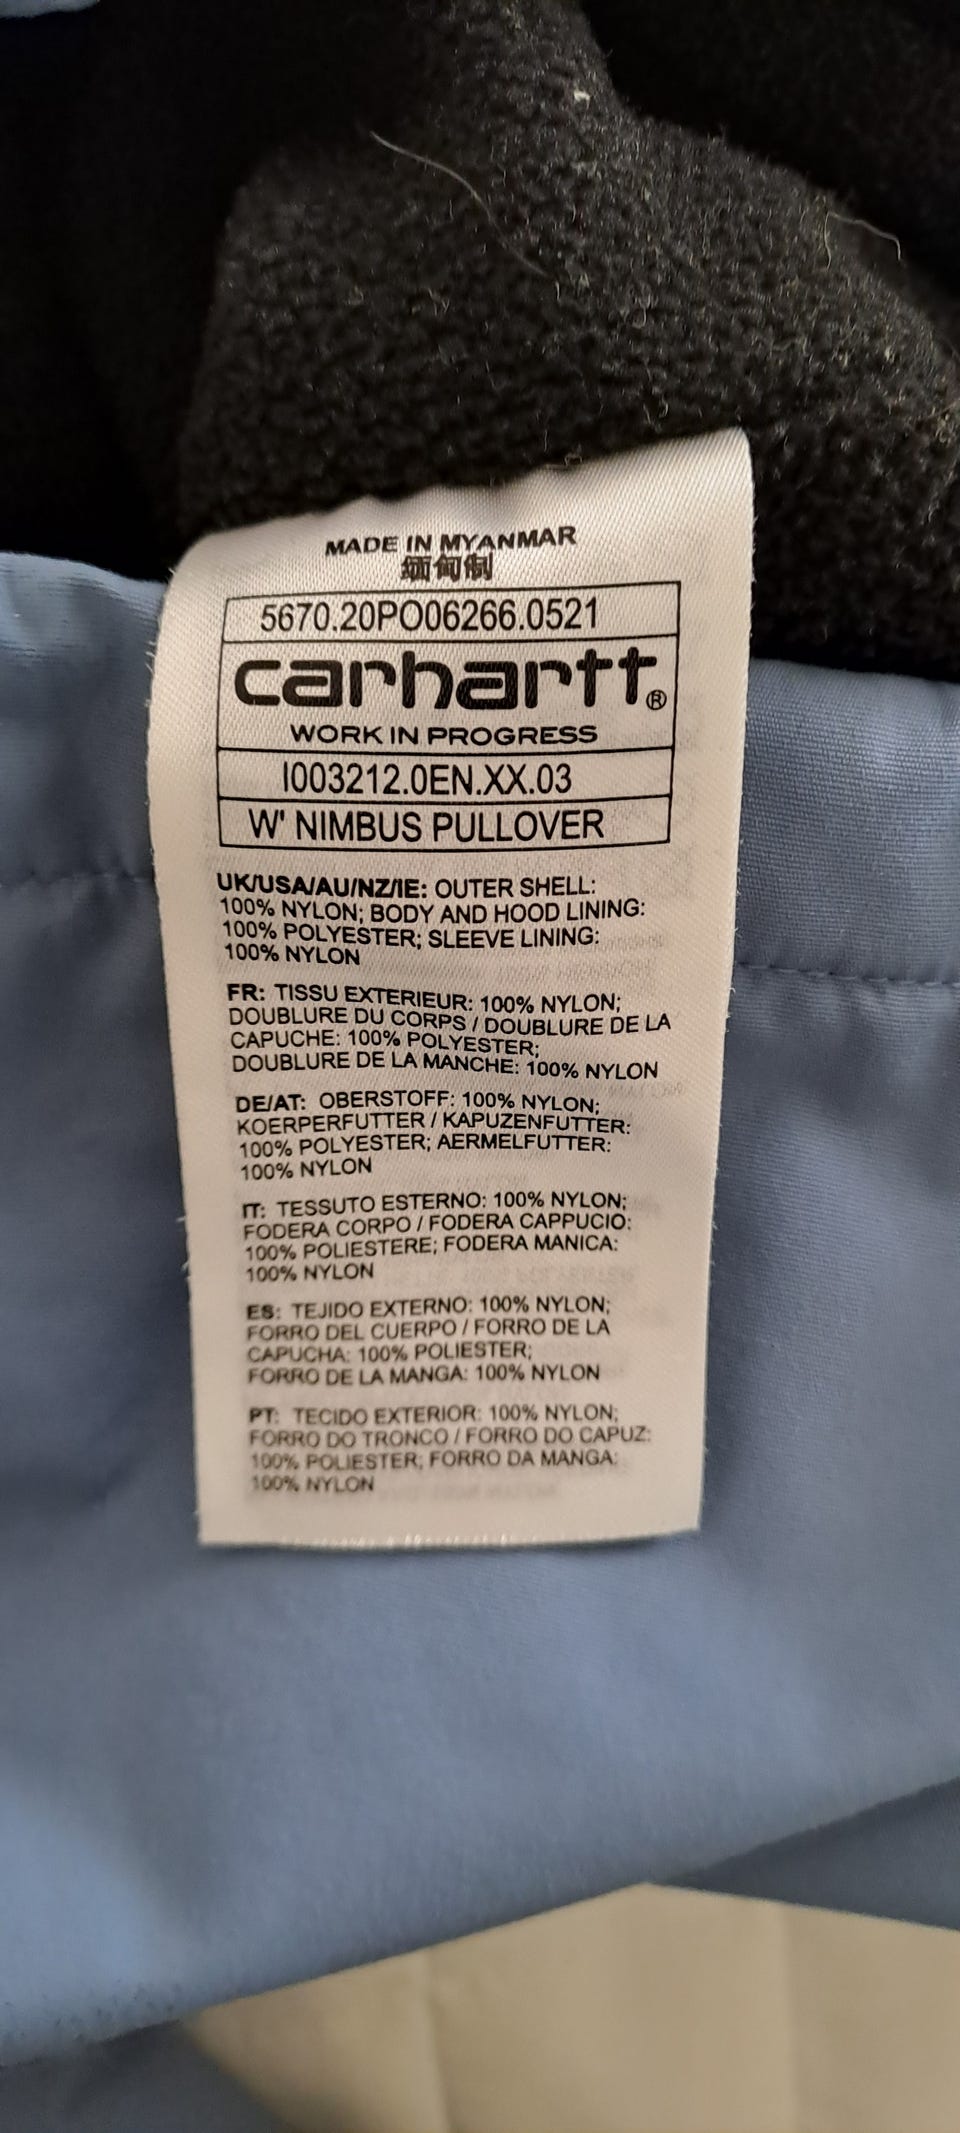 MADE IN MYANMAR
缅甸制
5670.20PO06266.0521
carhartt®
WORK IN PROGRESS
I003212.0EN.XX.03
W' NIMBUS PULLOVER
UK/USA/AU/NZ/IE: OUTER SHELL:
100% NYLON; BODY AND HOOD LINING:
100% POLYESTER; SLEEVE LINING:
100% NYLON
FR: TISSU EXTERIEUR: 100% NYLON;
DOUBLURE DU CORPS / DOUBLURE DE LA
CAPUCHE: 100% POLYESTER;
DOUBLURE DE LA MANCHE: 100% NYLON
DE/AT: OBERSTOFF: 100% NYLON;
KOERPERFUTTER / KAPUZENFUTTER:
100% POLYESTER; AERMELFUTTER:
100% NYLON
IT: TESSUTO ESTERNO: 100% NYLON;
FODERA CORPO / FODERA CAPPUCIO:
100% POLIESTERE; FODERA MANICA:
100% NYLON
ES: TEJIDO EXTERNO: 100% NYLON;
FORRO DEL CUERPO / FORRO DE LA
CAPUCHA: 100% POLIESTER;
FORRO DE LA MANGA: 100% NYLON
PT: TECIDO EXTERIOR: 100% NYLON;
FORRO DO TRONCO / FORRO DO CAPUZ:
100% POLIESTER; FORRO DA MANGA:
100% NYLON